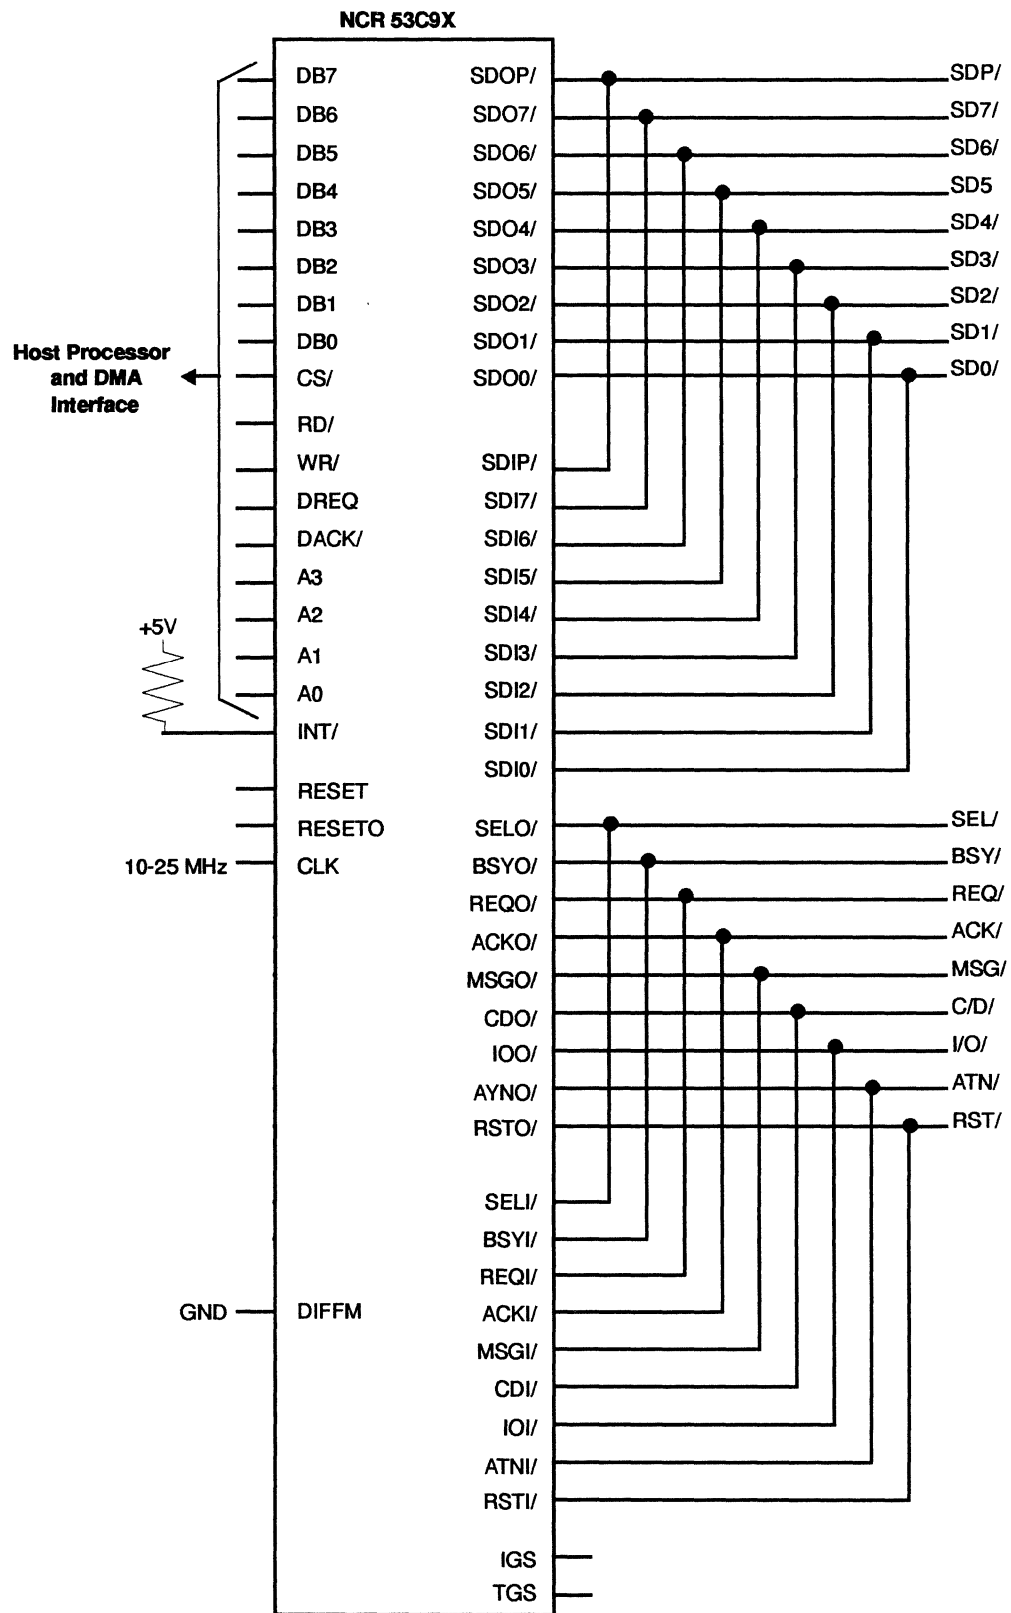 NCR 53C9X
DB7 SDOP/ SDP/
DB6 SDO7/ SD7/
DB5 SDO6/ SD6/
DB4 SDO5/ SD5
DB3 SDO4/ SD4/
DB2 SDO3/ SD3/
DB1 SDO2/ SD2/
DB0 SDO1/ SD1/
Host Processor
and DMA
Interface
CS/ SDO0/ SD0/
RD/
WR/ SDIP/
DREQ SDI7/
DACK/ SDI6/
A3 SDI5/
A2 SDI4/
+5V
A1 SDI3/
A0 SDI2/
INT/ SDI1/
SDI0/
RESET
RESETO SELO/ SEL/
10-25 MHz CLK BSYO/ BSY/
REQO/ REQ/
ACKO/ ACK/
MSGO/ MSG/
CDO/ C/D/
IOO/ I/O/
AYNO/ ATN/
RSTO/ RST/
SELI/
BSYI/
REQI/
GND DIFFM ACKI/
MSGI/
CDI/
IOI/
ATNI/
RSTI/
IGS
TGS